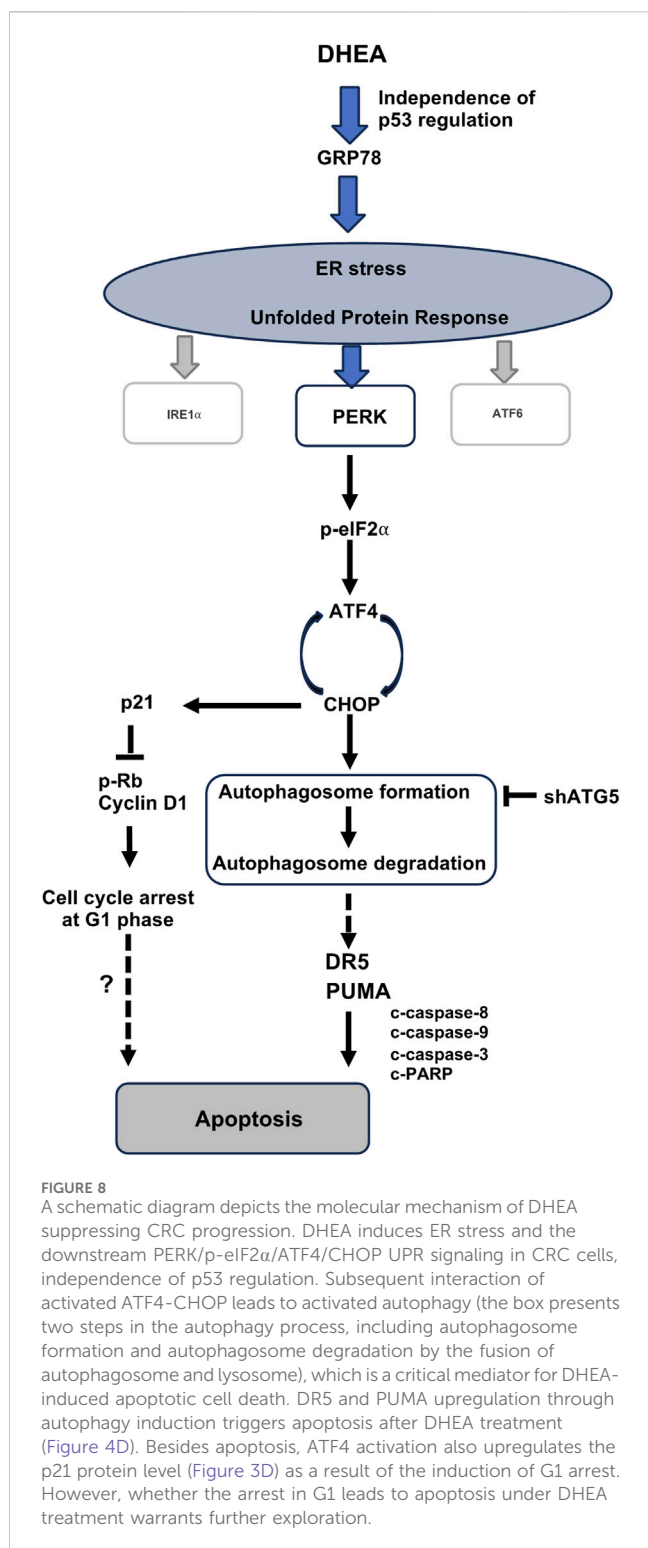 DHEA
Independence of
p53 regulation
GRP78
ER stress
Unfolded Protein Response
IRE1α
PERK
ATF6
p-eIF2α
ATF4
p21
CHOP
p-Rb
Cyclin D1
Autophagosome formation
shATG5
Autophagosome degradation
Cell cycle arrest
at G1 phase
?
DR5
PUMA
c-caspase-8
c-caspase-9
c-caspase-3
c-PARP
Apoptosis
FIGURE 8
A schematic diagram depicts the molecular mechanism of DHEA
suppressing CRC progression. DHEA induces ER stress and the
downstream PERK/p-eIF2α/ATF4/CHOP UPR signaling in CRC cells,
independence of p53 regulation. Subsequent interaction of
activated ATF4-CHOP leads to activated autophagy (the box presents
two steps in the autophagy process, including autophagosome
formation and autophagosome degradation by the fusion of
autophagosome and lysosome), which is a critical mediator for DHEA-
induced apoptotic cell death. DR5 and PUMA upregulation through
autophagy induction triggers apoptosis after DHEA treatment
(Figure 4D). Besides apoptosis, ATF4 activation also upregulates the
p21 protein level (Figure 3D) as a result of the induction of G1 arrest.
However, whether the arrest in G1 leads to apoptosis under DHEA
treatment warrants further exploration.